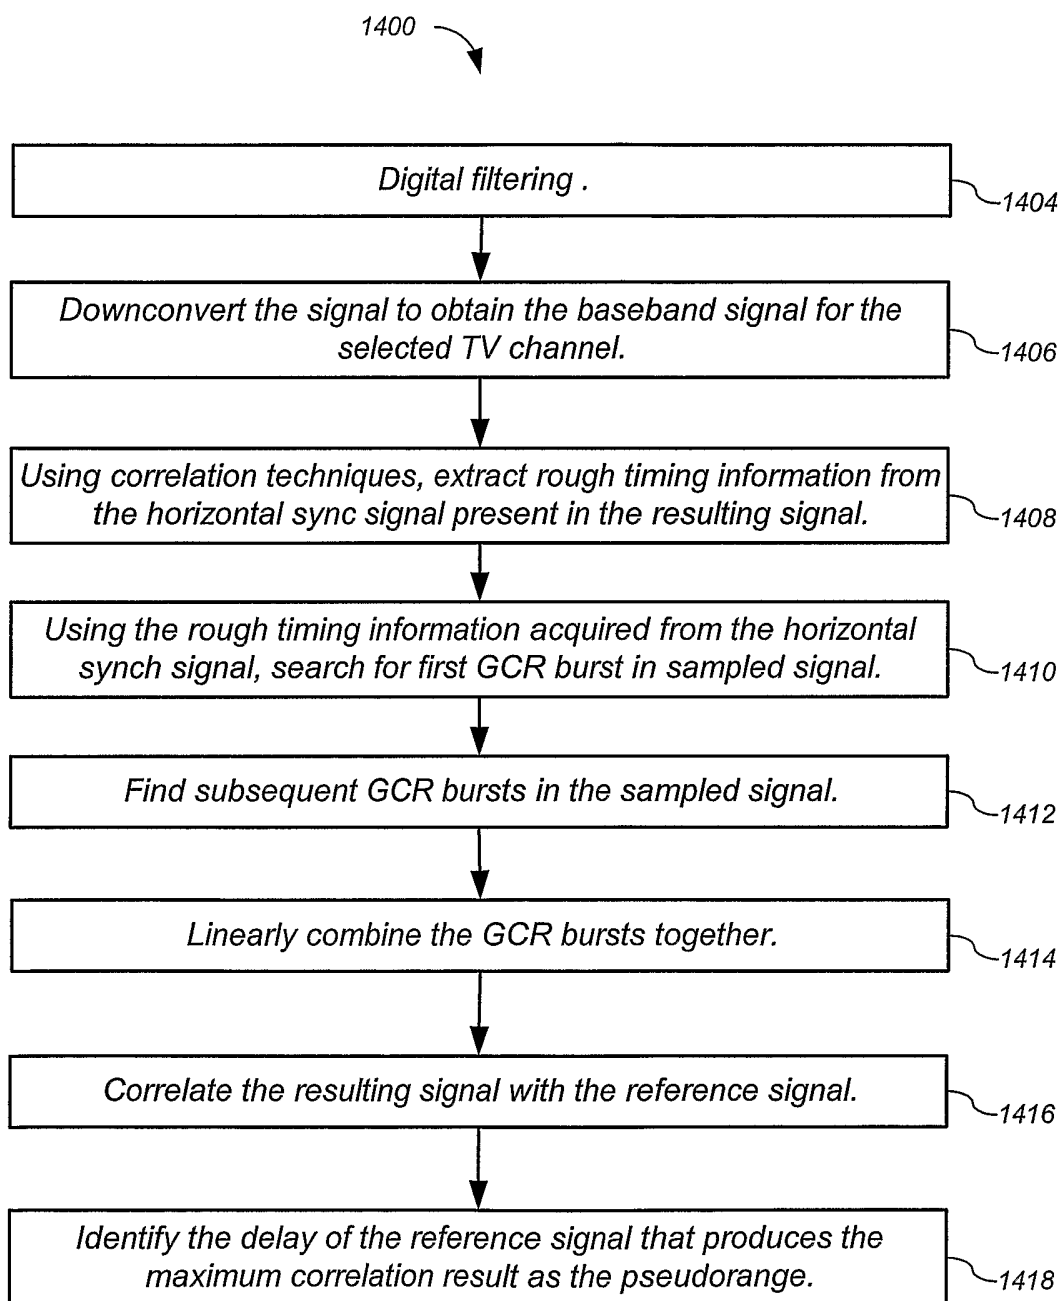 1400
Digital filtering .
1404
Downconvert the signal to obtain the baseband signal for the
selected TV channel.
1406
Using correlation techniques, extract rough timing information from
the horizontal sync signal present in the resulting signal.
1408
Using the rough timing information acquired from the horizontal
synch signal, search for first GCR burst in sampled signal.
1410
Find subsequent GCR bursts in the sampled signal.
1412
Linearly combine the GCR bursts together.
1414
Correlate the resulting signal with the reference signal.
1416
Identify the delay of the reference signal that produces the
maximum correlation result as the pseudorange.
1418